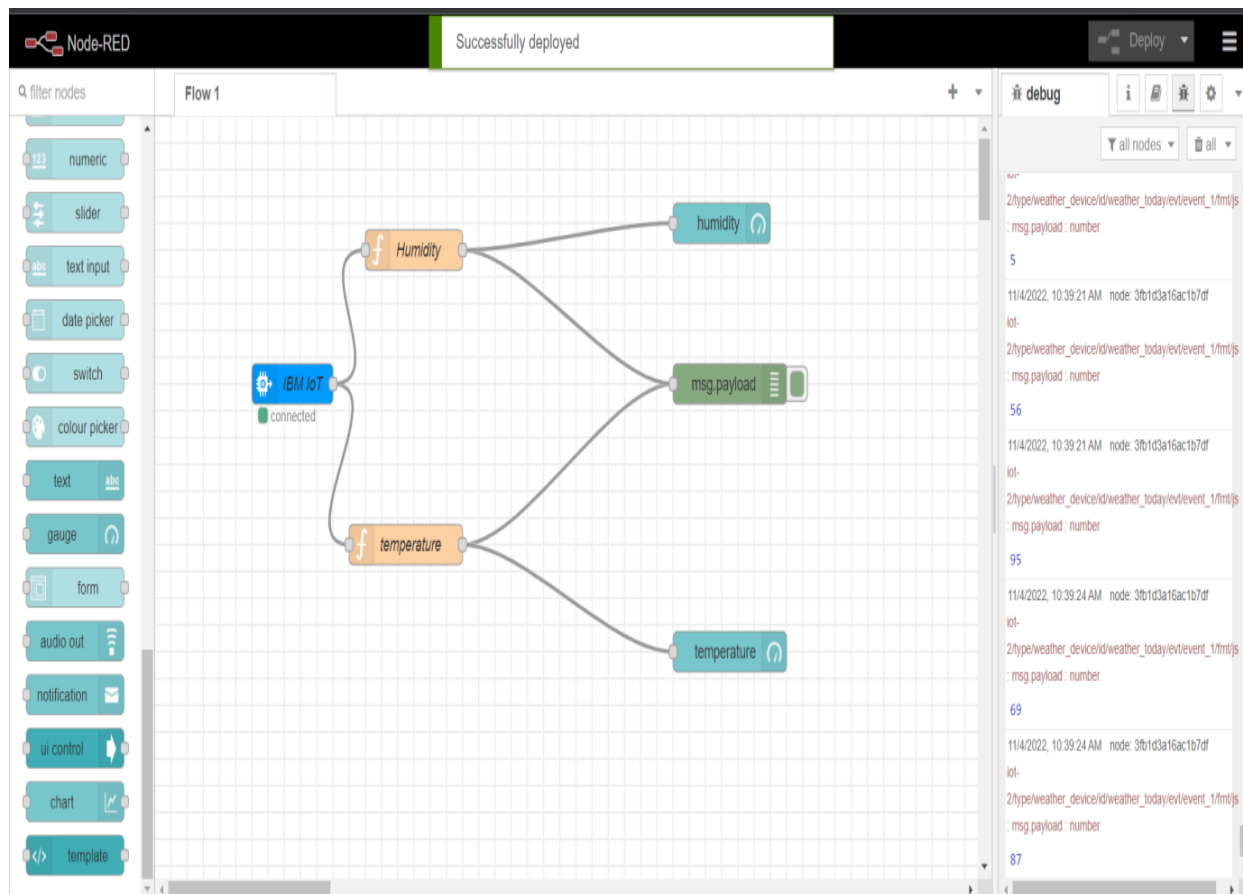 Node-RED
Successfully deployed
Deploy
filter nodes
Flow 1
debug
i
all nodes
all
123 numeric
slider
abc text input
date picker
switch
colour picker
text abc
gauge
form
audio out
notification
ui control
chart
</> template
Humidity
humidity
IBM IoT
connected
msg.payload
temperature
temperature
iot-
2/type/weather_device/id/weather_today/evt/event_1/fmt/js
: msg.payload : number
5
11/4/2022, 10:39:21 AM node: 3fb1d3a16ac1b7df
iot-
2/type/weather_device/id/weather_today/evt/event_1/fmt/js
: msg.payload : number
56
11/4/2022, 10:39:21 AM node: 3fb1d3a16ac1b7df
iot-
2/type/weather_device/id/weather_today/evt/event_1/fmt/js
: msg.payload : number
95
11/4/2022, 10:39:24 AM node: 3fb1d3a16ac1b7df
iot-
2/type/weather_device/id/weather_today/evt/event_1/fmt/js
: msg.payload : number
69
11/4/2022, 10:39:24 AM node: 3fb1d3a16ac1b7df
iot-
2/type/weather_device/id/weather_today/evt/event_1/fmt/js
: msg.payload : number
87